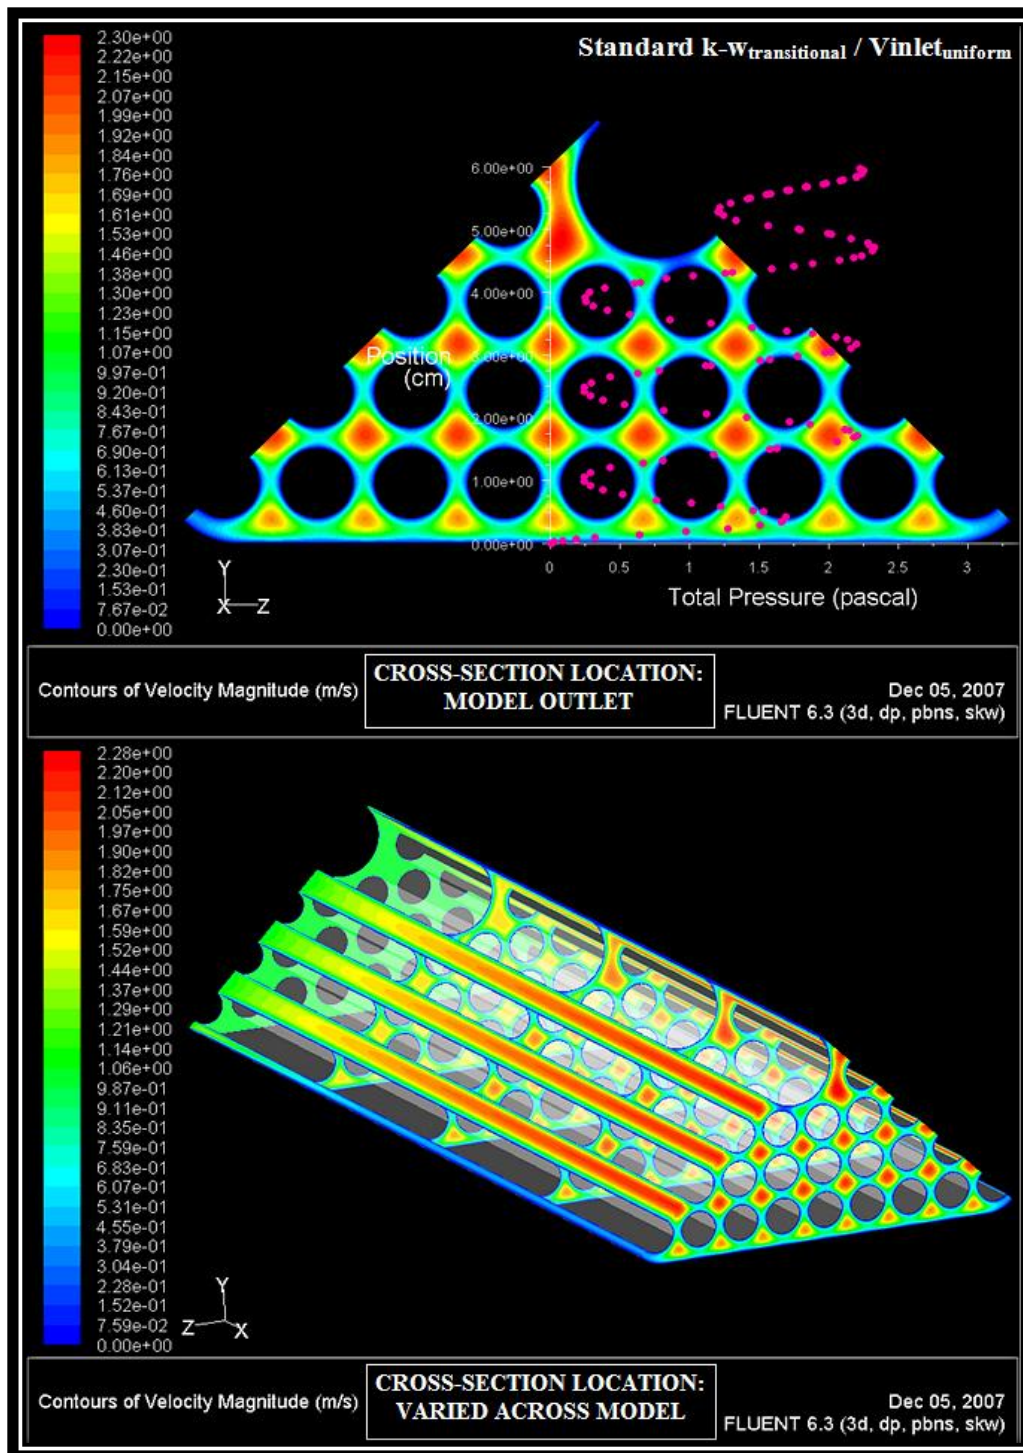 Standard k-wtransitional / Vinletuniform
2.30e+00
2.22e+00
2.15e+00
2.07e+00
1.99e+00
1.92e+00
1.84e+00
1.76e+00
1.69e+00
1.61e+00
1.53e+00
1.46e+00
1.38e+00
1.30e+00
1.23e+00
1.15e+00
1.07e+00
9.97e-01
9.20e-01
8.43e-01
7.67e-01
6.90e-01
6.13e-01
5.37e-01
4.60e-01
3.83e-01
3.07e-01
2.30e-01
1.53e-01
7.67e-02
0.00e+00
6.00e+00
5.00e+00
4.00e+00
3.00e+00
2.00e+00
1.00e+00
0.00e+00
Position
(cm)
0 0.5 1 1.5 2 2.5 3
Total Pressure (pascal)
Y
X Z
Contours of Velocity Magnitude (m/s)
CROSS-SECTION LOCATION:
MODEL OUTLET
Dec 05, 2007
FLUENT 6.3 (3d, dp, pbns, skw)
2.28e+00
2.20e+00
2.12e+00
2.05e+00
1.97e+00
1.90e+00
1.82e+00
1.75e+00
1.67e+00
1.59e+00
1.52e+00
1.44e+00
1.37e+00
1.29e+00
1.21e+00
1.14e+00
1.06e+00
9.87e-01
9.11e-01
8.35e-01
7.59e-01
6.83e-01
6.07e-01
5.31e-01
4.55e-01
3.79e-01
3.04e-01
2.28e-01
1.52e-01
7.59e-02
0.00e+00
Y
Z X
Contours of Velocity Magnitude (m/s)
CROSS-SECTION LOCATION:
VARIED ACROSS MODEL
Dec 05, 2007
FLUENT 6.3 (3d, dp, pbns, skw)